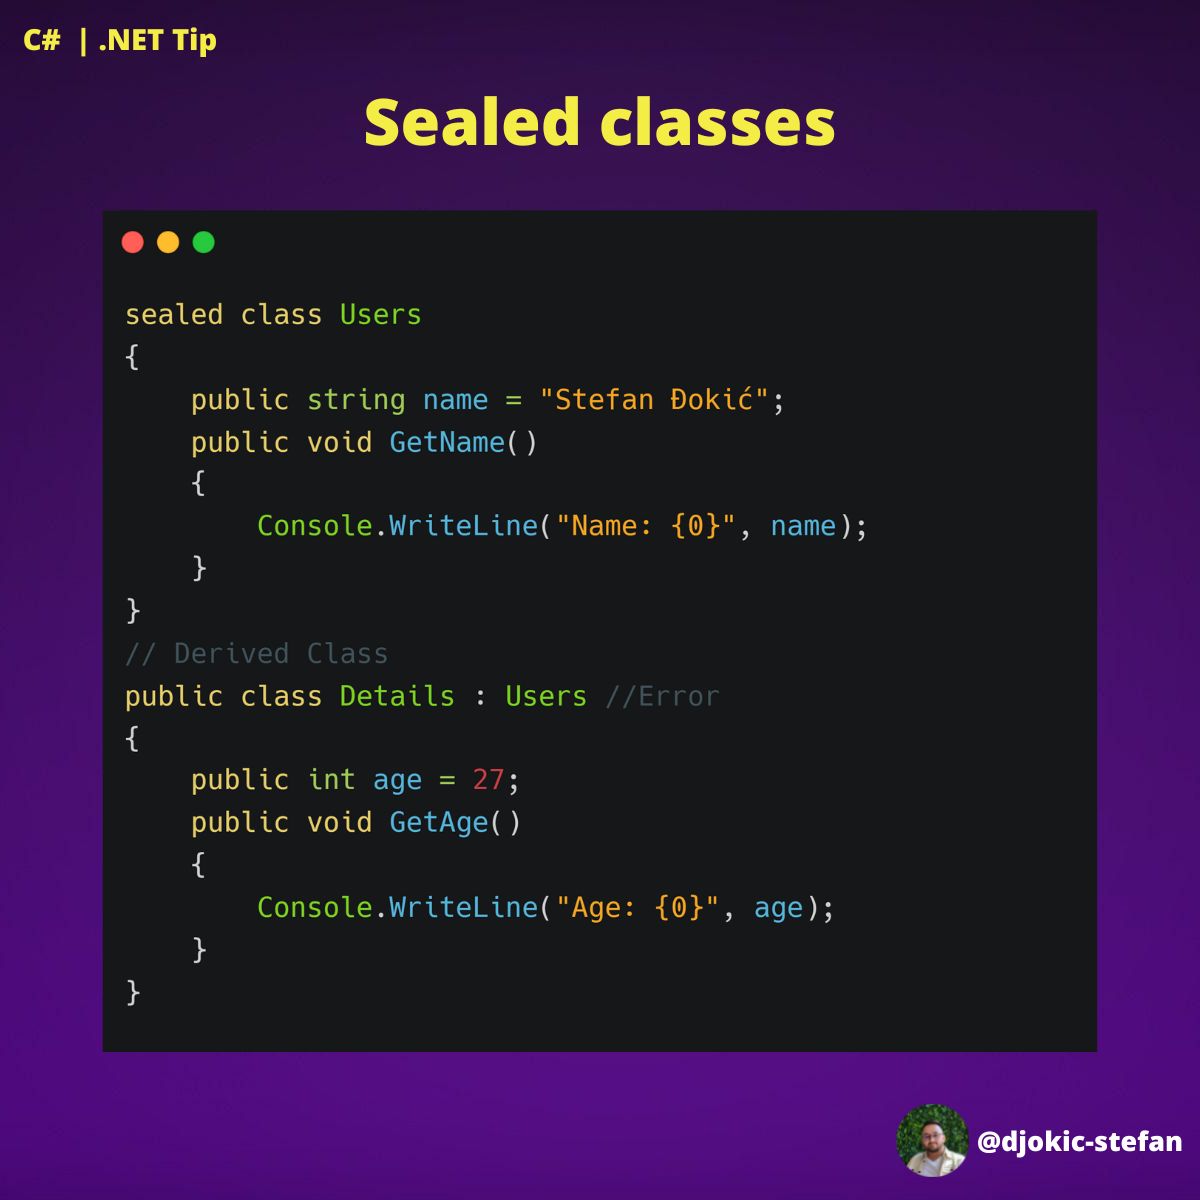 C# | .NET Tip
Sealed classes
sealed class Users
{
    public string name = "Stefan Đokić";
    public void GetName()
    {
        Console.WriteLine("Name: {0}", name);
    }
}
// Derived Class
public class Details : Users //Error
{
    public int age = 27;
    public void GetAge()
    {
        Console.WriteLine("Age: {0}", age);
    }
}
@djokic-stefan